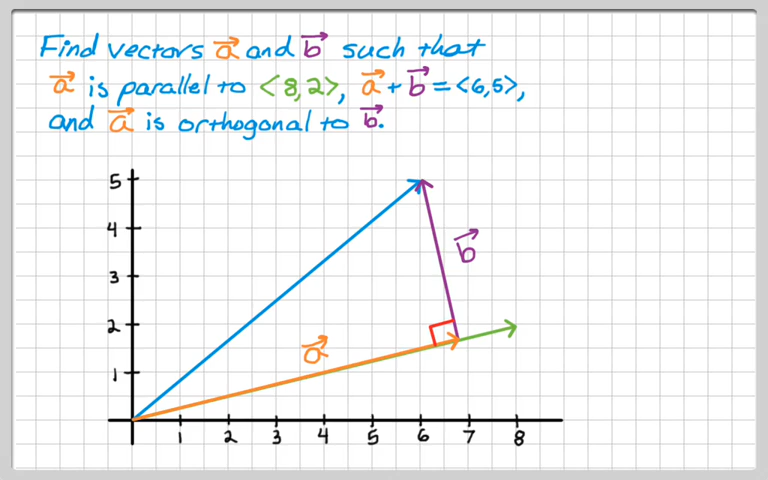 Find vectors a⃗ and b⃗ such that
a⃗ is parallel to <8,2>, a⃗ + b⃗ = <6,5>,
and a⃗ is orthogonal to b⃗.
5
4
b⃗
3
2
a⃗
1
1 2 3 4 5 6 7 8